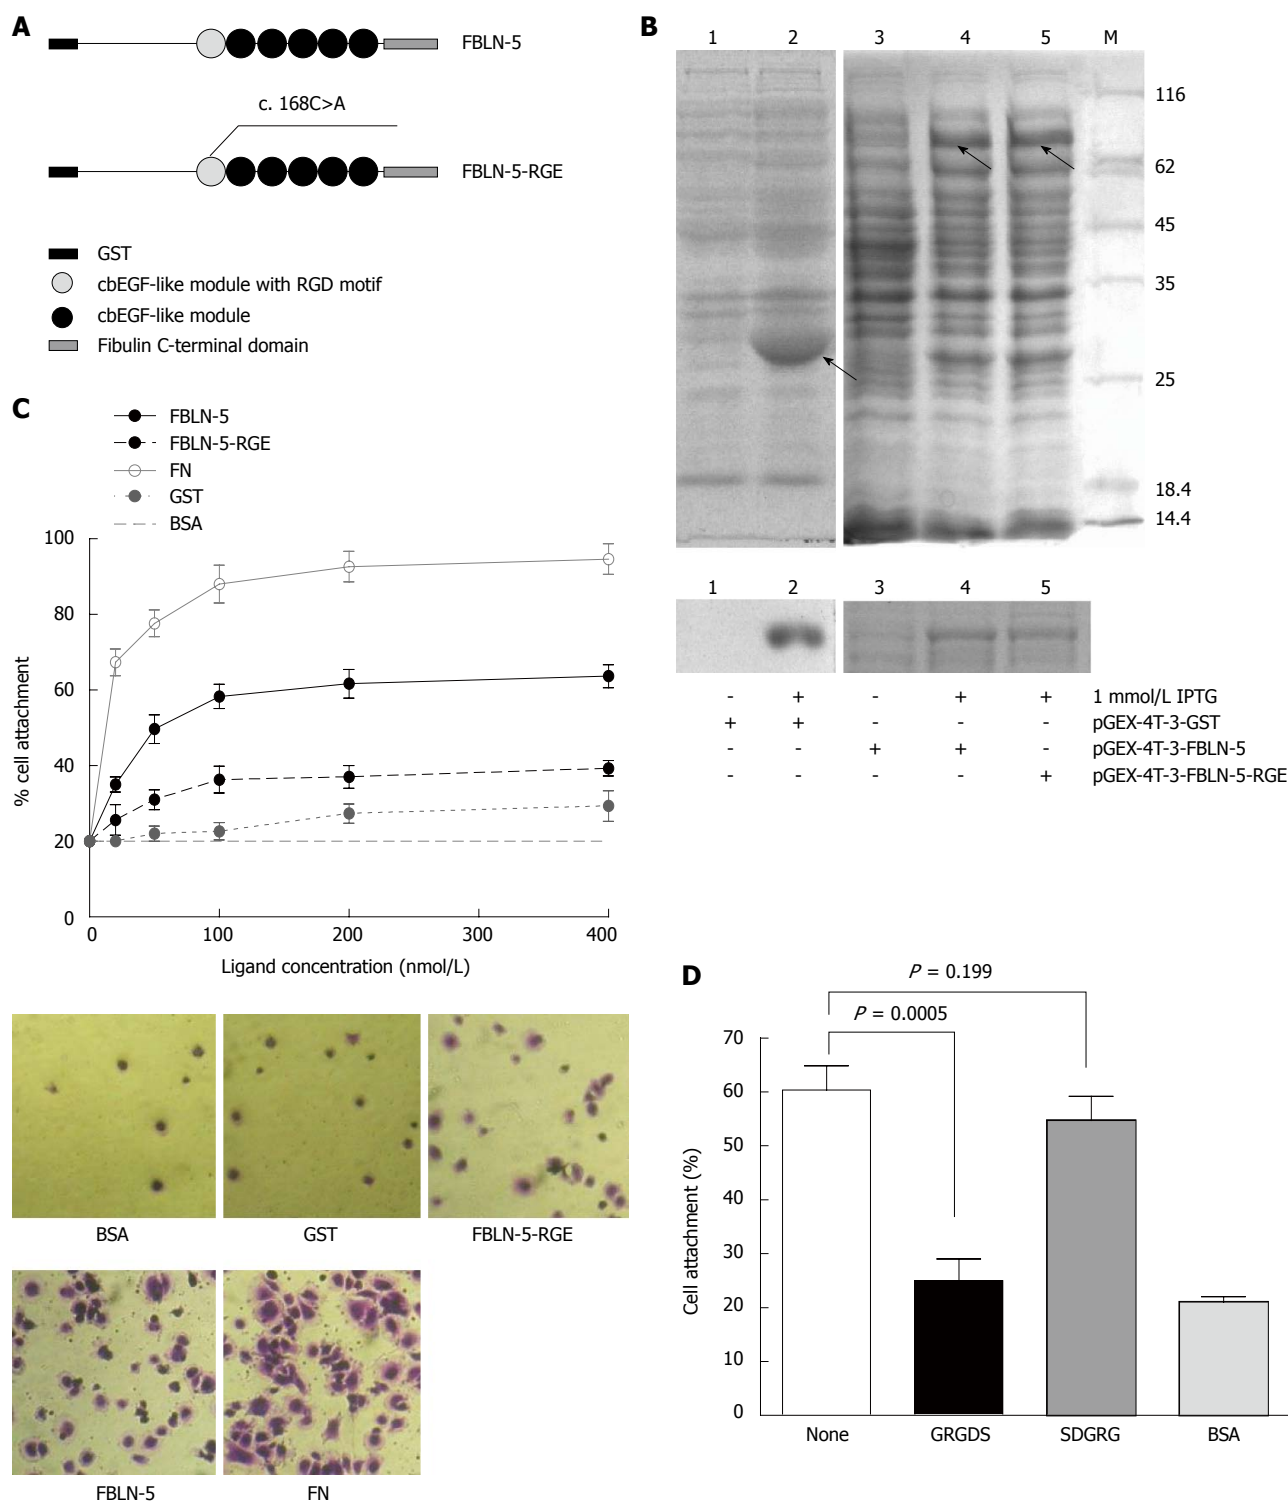 A
FBLN-5
c. 168C>A
FBLN-5-RGE
GST
cbEGF-like module with RGD motif
cbEGF-like module
Fibulin C-terminal domain
B
1 2 3 4 5 M
116
62
45
35
25
18.4
14.4
1 2 3 4 5
- + - + + 1 mmol/L IPTG
+ + - - - pGEX-4T-3-GST
- - + + - pGEX-4T-3-FBLN-5
- - - - + pGEX-4T-3-FBLN-5-RGE
C
FBLN-5
FBLN-5-RGE
FN
GST
BSA
100
80
60
40
20
0
% cell attachment
0 100 200 300 400
Ligand concentration (nmol/L)
BSA GST FBLN-5-RGE
FBLN-5 FN
D
P = 0.199
P = 0.0005
70
60
50
40
30
20
10
0
Cell attachment (%)
None GRGDS SDGRG BSA